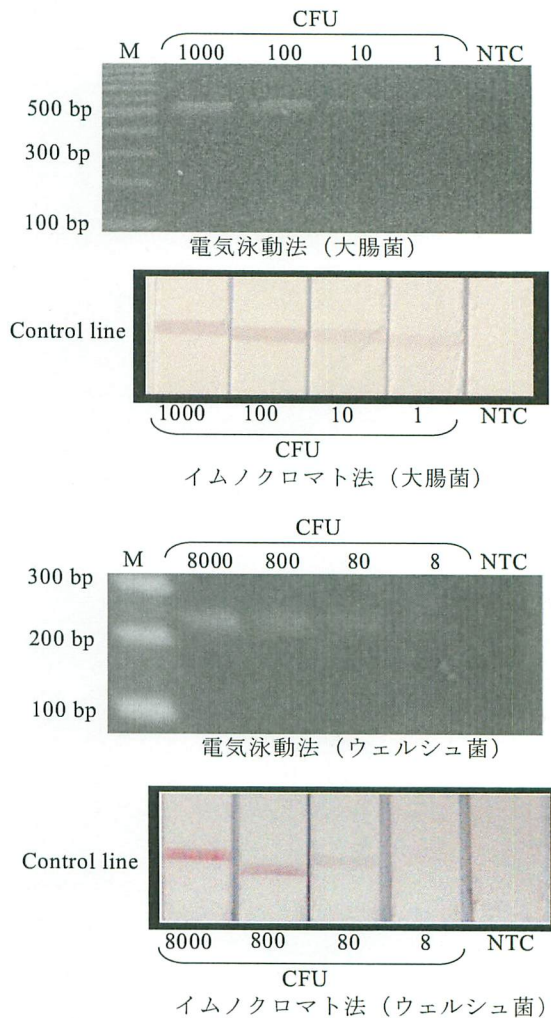 CFU
M 1000 100 10 1 NTC
500 bp
300 bp
100 bp
電気泳動法（大腸菌）
Control line
1000 100 10 1 NTC
CFU
イムノクロマト法（大腸菌）
CFU
M 8000 800 80 8 NTC
300 bp
200 bp
100 bp
電気泳動法（ウェルシュ菌）
Control line
8000 800 80 8 NTC
CFU
イムノクロマト法（ウェルシュ菌）